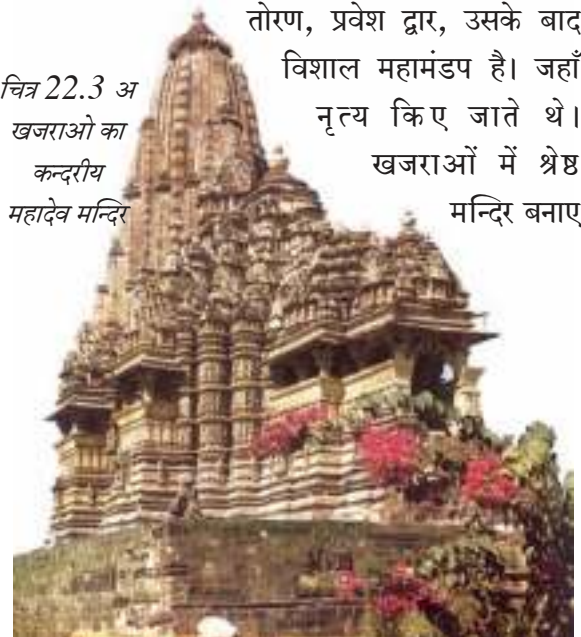 तोरण, प्रवेश द्वार, उसके बाद
विशाल महामंडप है। जहाँ
नृत्य किए जाते थे।
खजराओं में श्रेष्ठ
मन्दिर बनाए
चित्र 22.3 अ
खजराओ का
कन्दरीय
महादेव मन्दिर